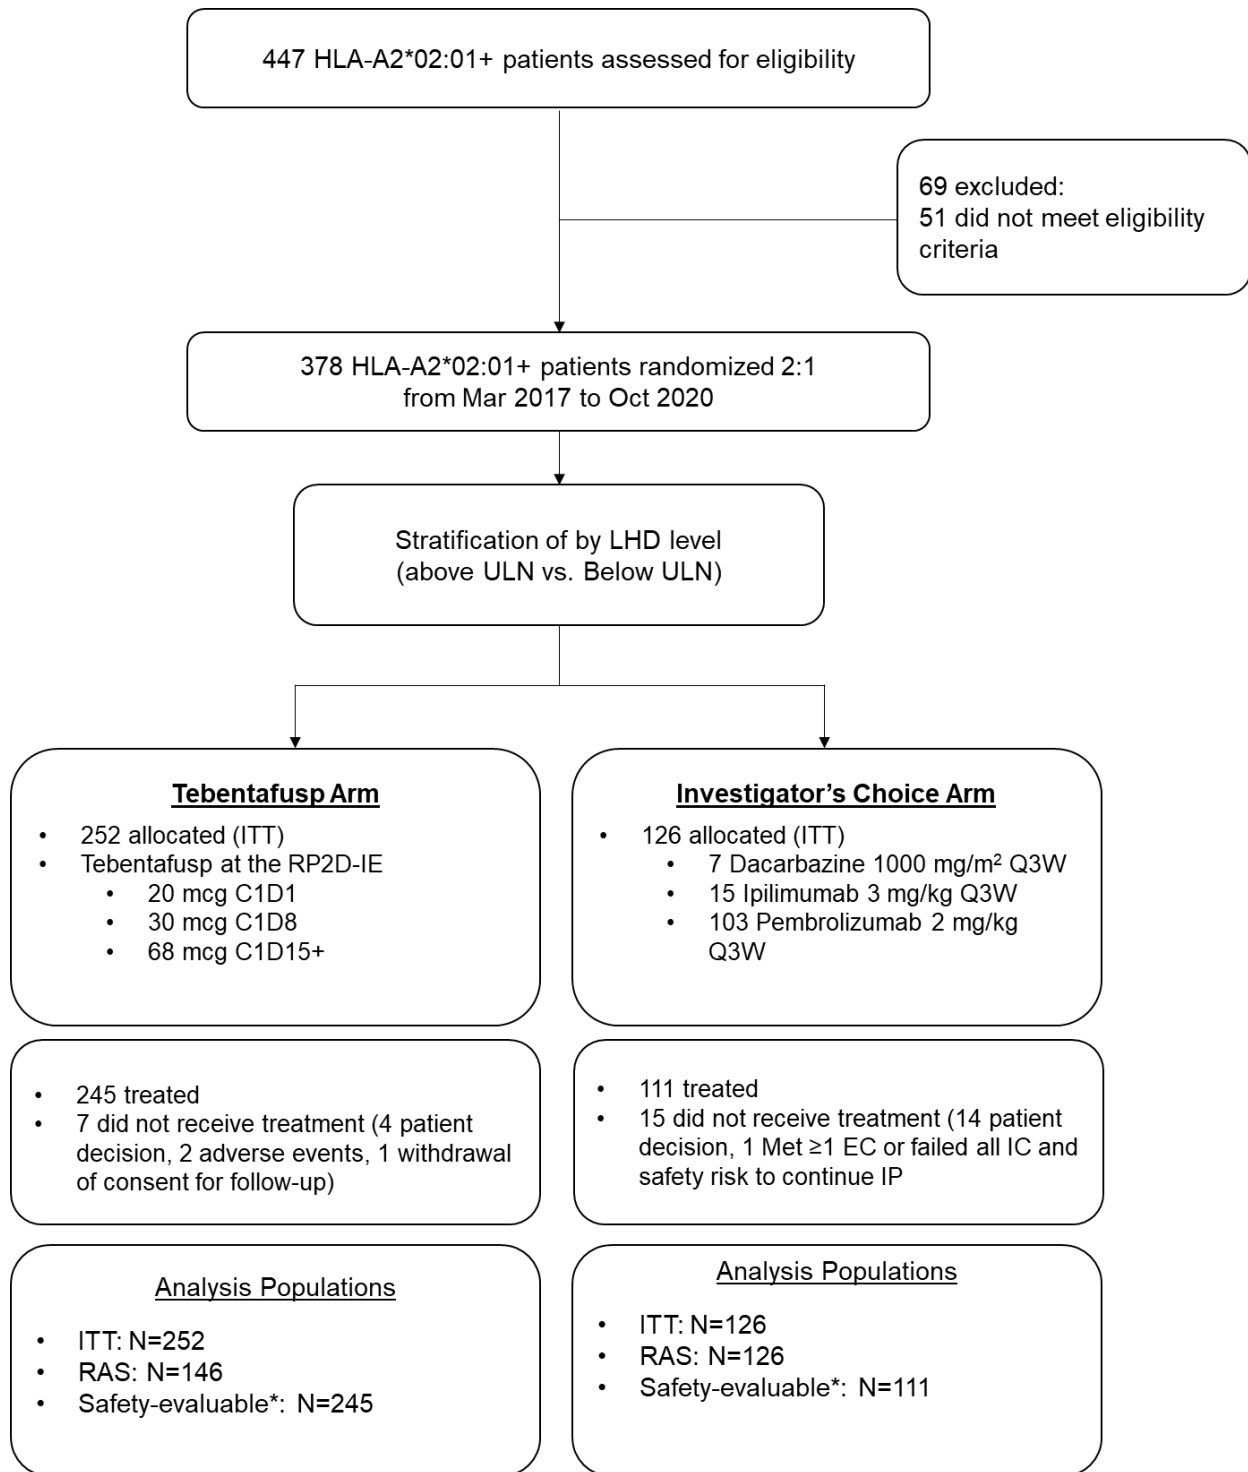 447 HLA-A2*02:01+ patients assessed for eligibility
69 excluded:
51 did not meet eligibility
criteria
378 HLA-A2*02:01+ patients randomized 2:1
from Mar 2017 to Oct 2020
Stratification of by LHD level
(above ULN vs. Below ULN)
Tebentafusp Arm
• 252 allocated (ITT)
• Tebentafusp at the RP2D-IE
• 20 mcg C1D1
• 30 mcg C1D8
• 68 mcg C1D15+
Investigator’s Choice Arm
• 126 allocated (ITT)
• 7 Dacarbazine 1000 mg/m² Q3W
• 15 Ipilimumab 3 mg/kg Q3W
• 103 Pembrolizumab 2 mg/kg
Q3W
• 245 treated
• 7 did not receive treatment (4 patient
decision, 2 adverse events, 1 withdrawal
of consent for follow-up)
• 111 treated
• 15 did not receive treatment (14 patient
decision, 1 Met ≥1 EC or failed all IC and
safety risk to continue IP
Analysis Populations
• ITT: N=252
• RAS: N=146
• Safety-evaluable*: N=245
Analysis Populations
• ITT: N=126
• RAS: N=126
• Safety-evaluable*: N=111